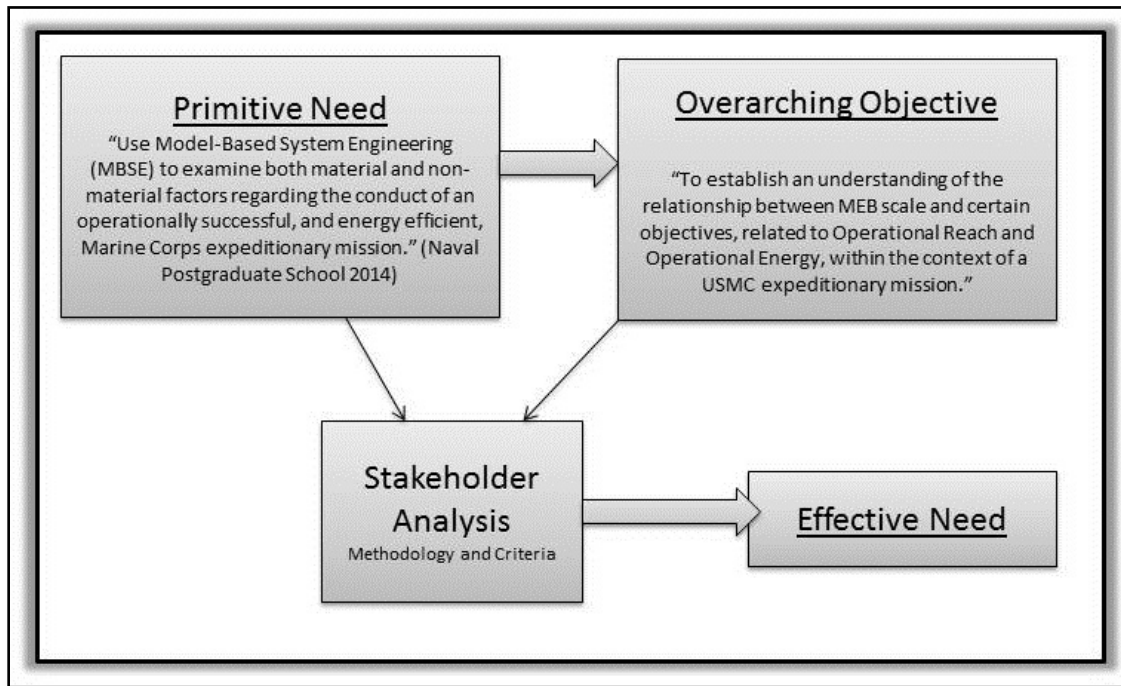 Primitive Need
“Use Model-Based System Engineering
(MBSE) to examine both material and non-
material factors regarding the conduct of an
operationally successful, and energy efficient,
Marine Corps expeditionary mission.” (Naval
Postgraduate School 2014)
Overarching Objective
“To establish an understanding of the
relationship between MEB scale and certain
objectives, related to Operational Reach and
Operational Energy, within the context of a
USMC expeditionary mission.”
Stakeholder
Analysis
Methodology and Criteria
Effective Need